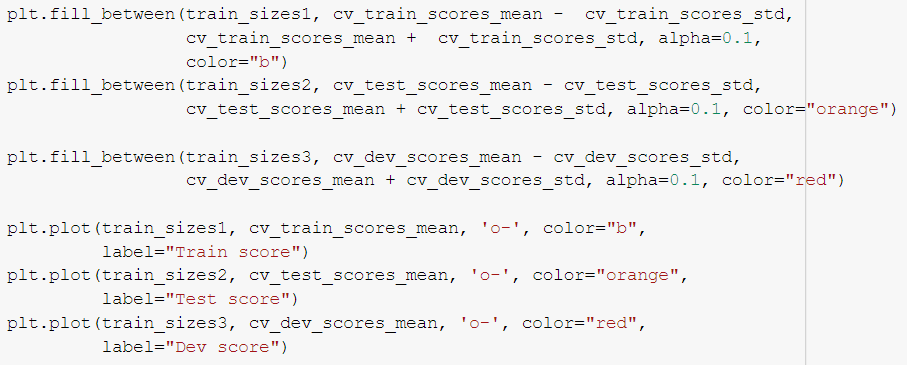 plt.fill_between(train_sizes1, cv_train_scores_mean -  cv_train_scores_std,
                 cv_train_scores_mean +  cv_train_scores_std, alpha=0.1,
                 color="b")
plt.fill_between(train_sizes2, cv_test_scores_mean - cv_test_scores_std,
                 cv_test_scores_mean + cv_test_scores_std, alpha=0.1, color="orange")

plt.fill_between(train_sizes3, cv_dev_scores_mean - cv_dev_scores_std,
                 cv_dev_scores_mean + cv_dev_scores_std, alpha=0.1, color="red")

plt.plot(train_sizes1, cv_train_scores_mean, 'o-', color="b",
         label="Train score")
plt.plot(train_sizes2, cv_test_scores_mean, 'o-', color="orange",
         label="Test score")
plt.plot(train_sizes3, cv_dev_scores_mean, 'o-', color="red",
         label="Dev score")